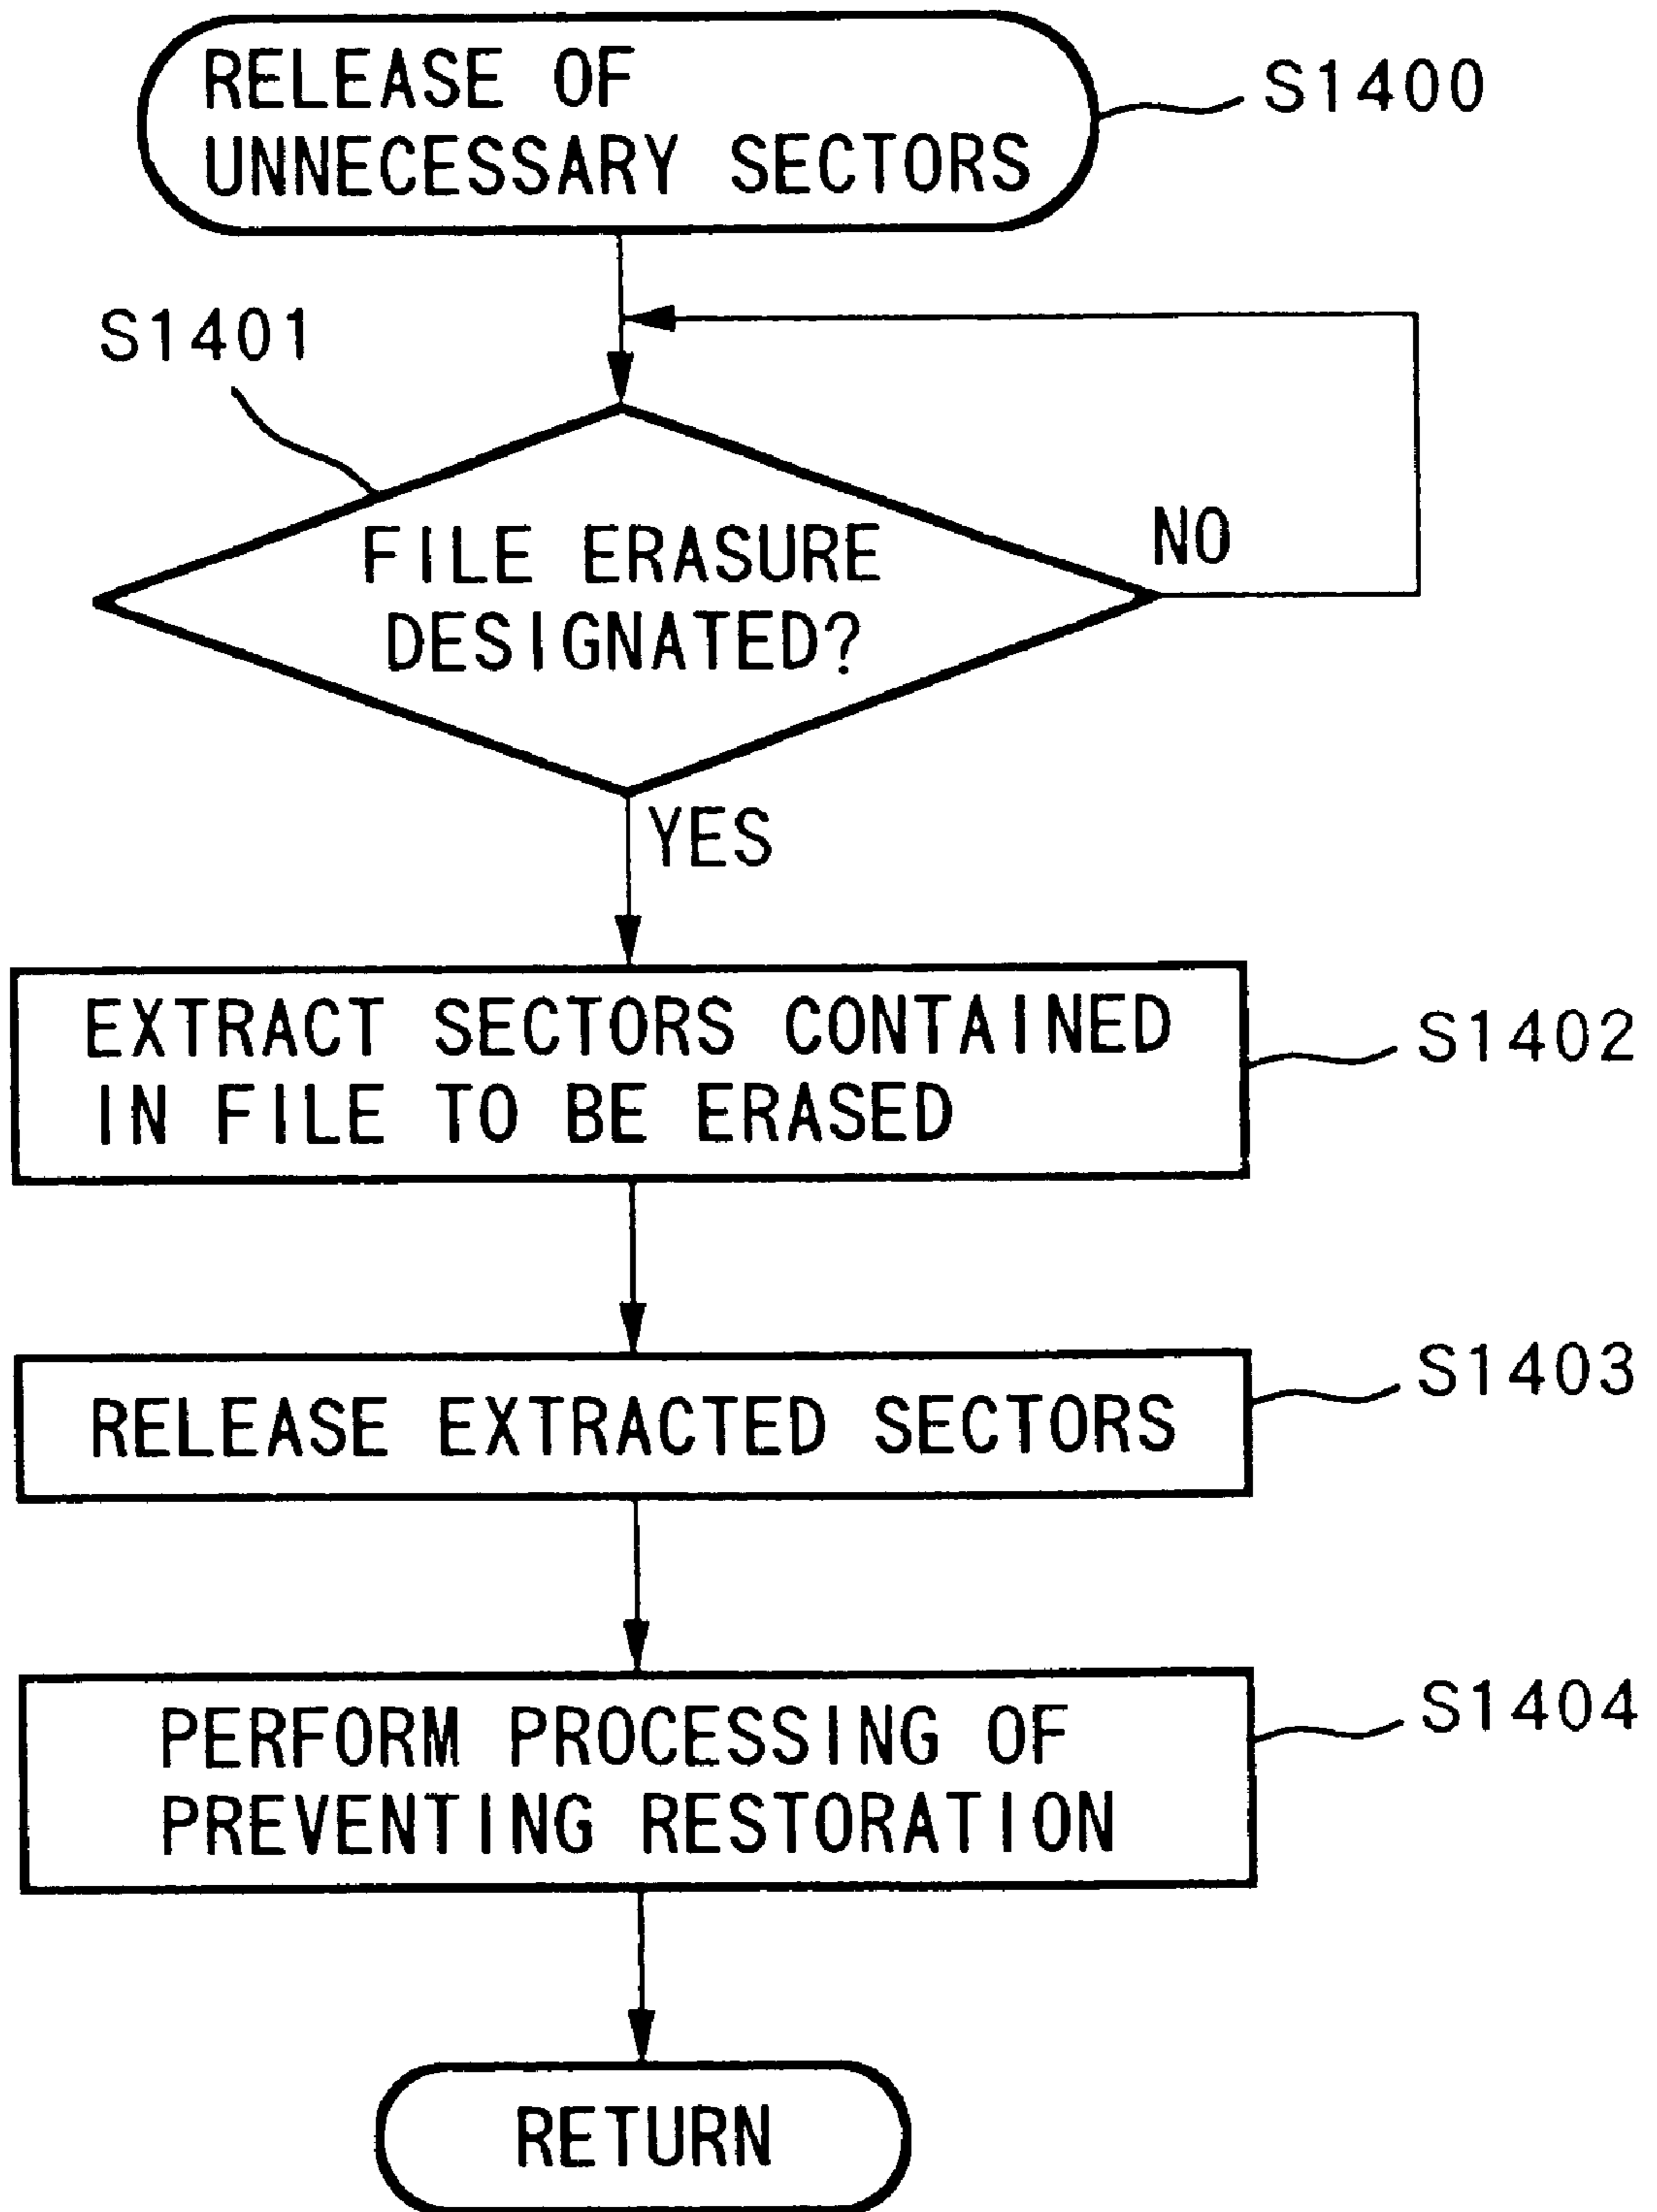 RELEASE OF
UNNECESSARY SECTORS
S1400
S1401
FILE ERASURE
DESIGNATED?
NO
YES
EXTRACT SECTORS CONTAINED
IN FILE TO BE ERASED
S1402
RELEASE EXTRACTED SECTORS
S1403
PERFORM PROCESSING OF
PREVENTING RESTORATION
S1404
RETURN